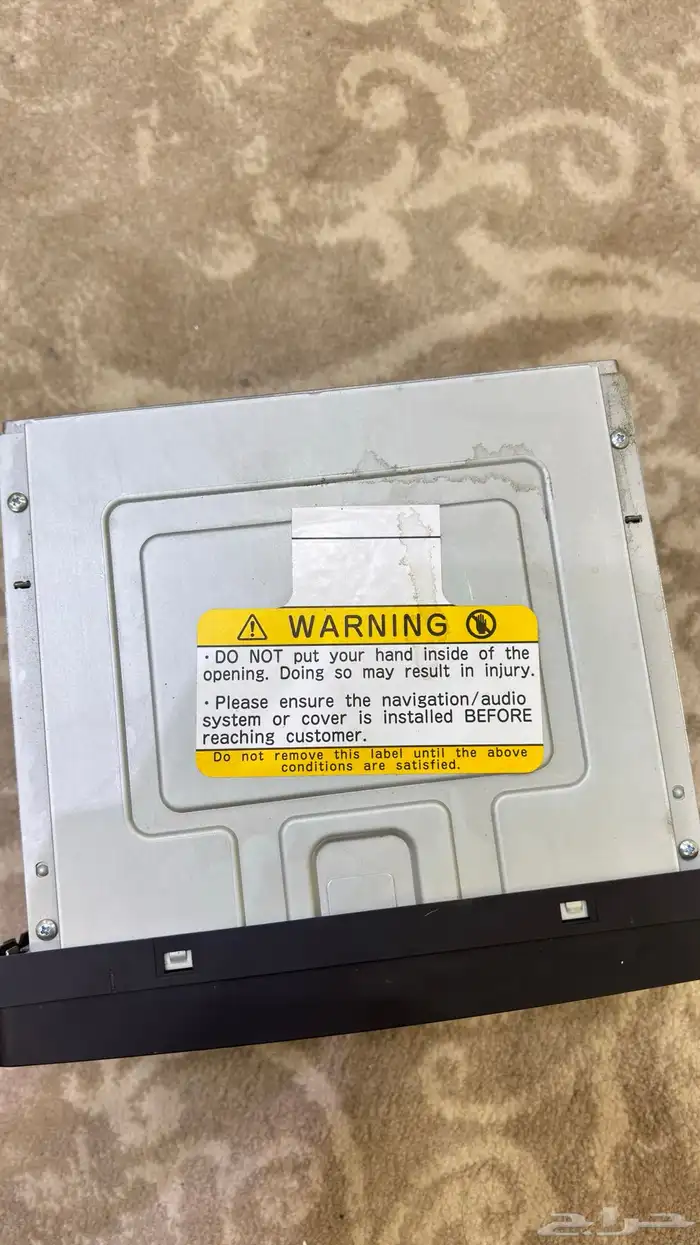 WARNING
・DO NOT put your hand inside of the
opening. Doing so may result in injury.
・Please ensure the navigation/audio
system or cover is installed BEFORE
reaching customer.
Do not remove this label until the above
conditions are satisfied.
حراج